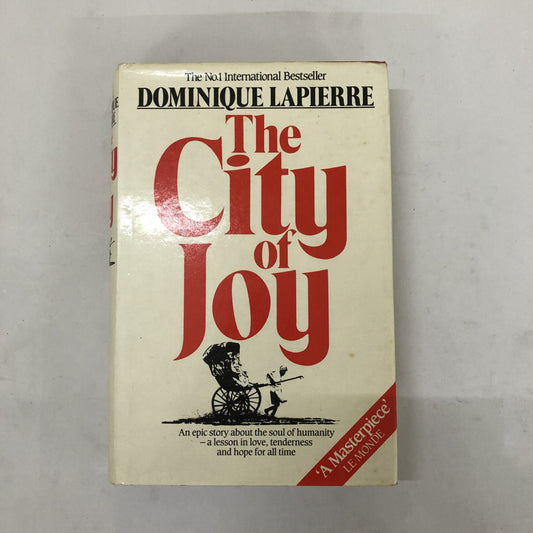 The No.1 International Bestseller
DOMINIQUE LAPIERRE
The
City
of
Joy
An epic story about the soul of humanity
– a lesson in love, tenderness
and hope for all time
'A Masterpiece'
LE MONDE